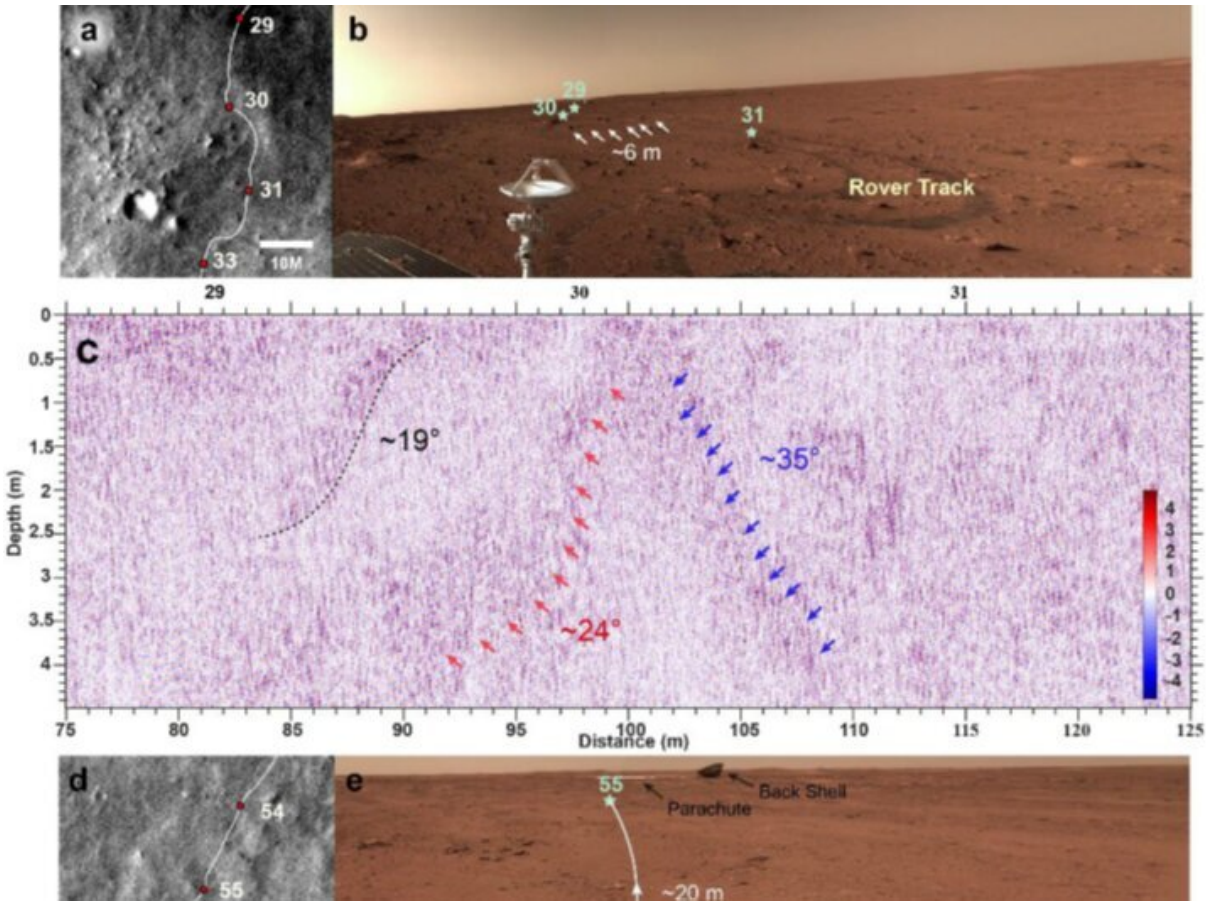 a
29
30
31
33
10M
b
29
30
31
~6 m
Rover Track
29 30 31
c
0
0.5
1
1.5
2
2.5
3
3.5
4
Depth (m)
~19°
~24°
~35°
4
3
2
1
0
-1
-2
-3
-4
75 80 85 90 95 100 105 110 115 120 125
Distance (m)
d
54
55
e
55
Parachute
Back Shell
~20 m